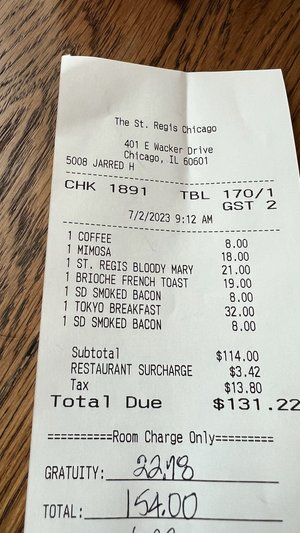 The St. Regis Chicago
401 E Wacker Drive
Chicago, IL 60601
5008 JARRED H
CHK 1891 TBL 170/1
GST 2
7/2/2023 9:12 AM
1 COFFEE 8.00
1 MIMOSA 18.00
1 ST. REGIS BLOODY MARY 21.00
1 BRIOCHE FRENCH TOAST 19.00
1 SD SMOKED BACON 8.00
1 TOKYO BREAKFAST 32.00
1 SD SMOKED BACON 8.00
Subtotal $114.00
RESTAURANT SURCHARGE $3.42
Tax $13.80
Total Due $131.22
==========Room Charge Only=========
GRATUITY: 22.78
TOTAL: 154.00